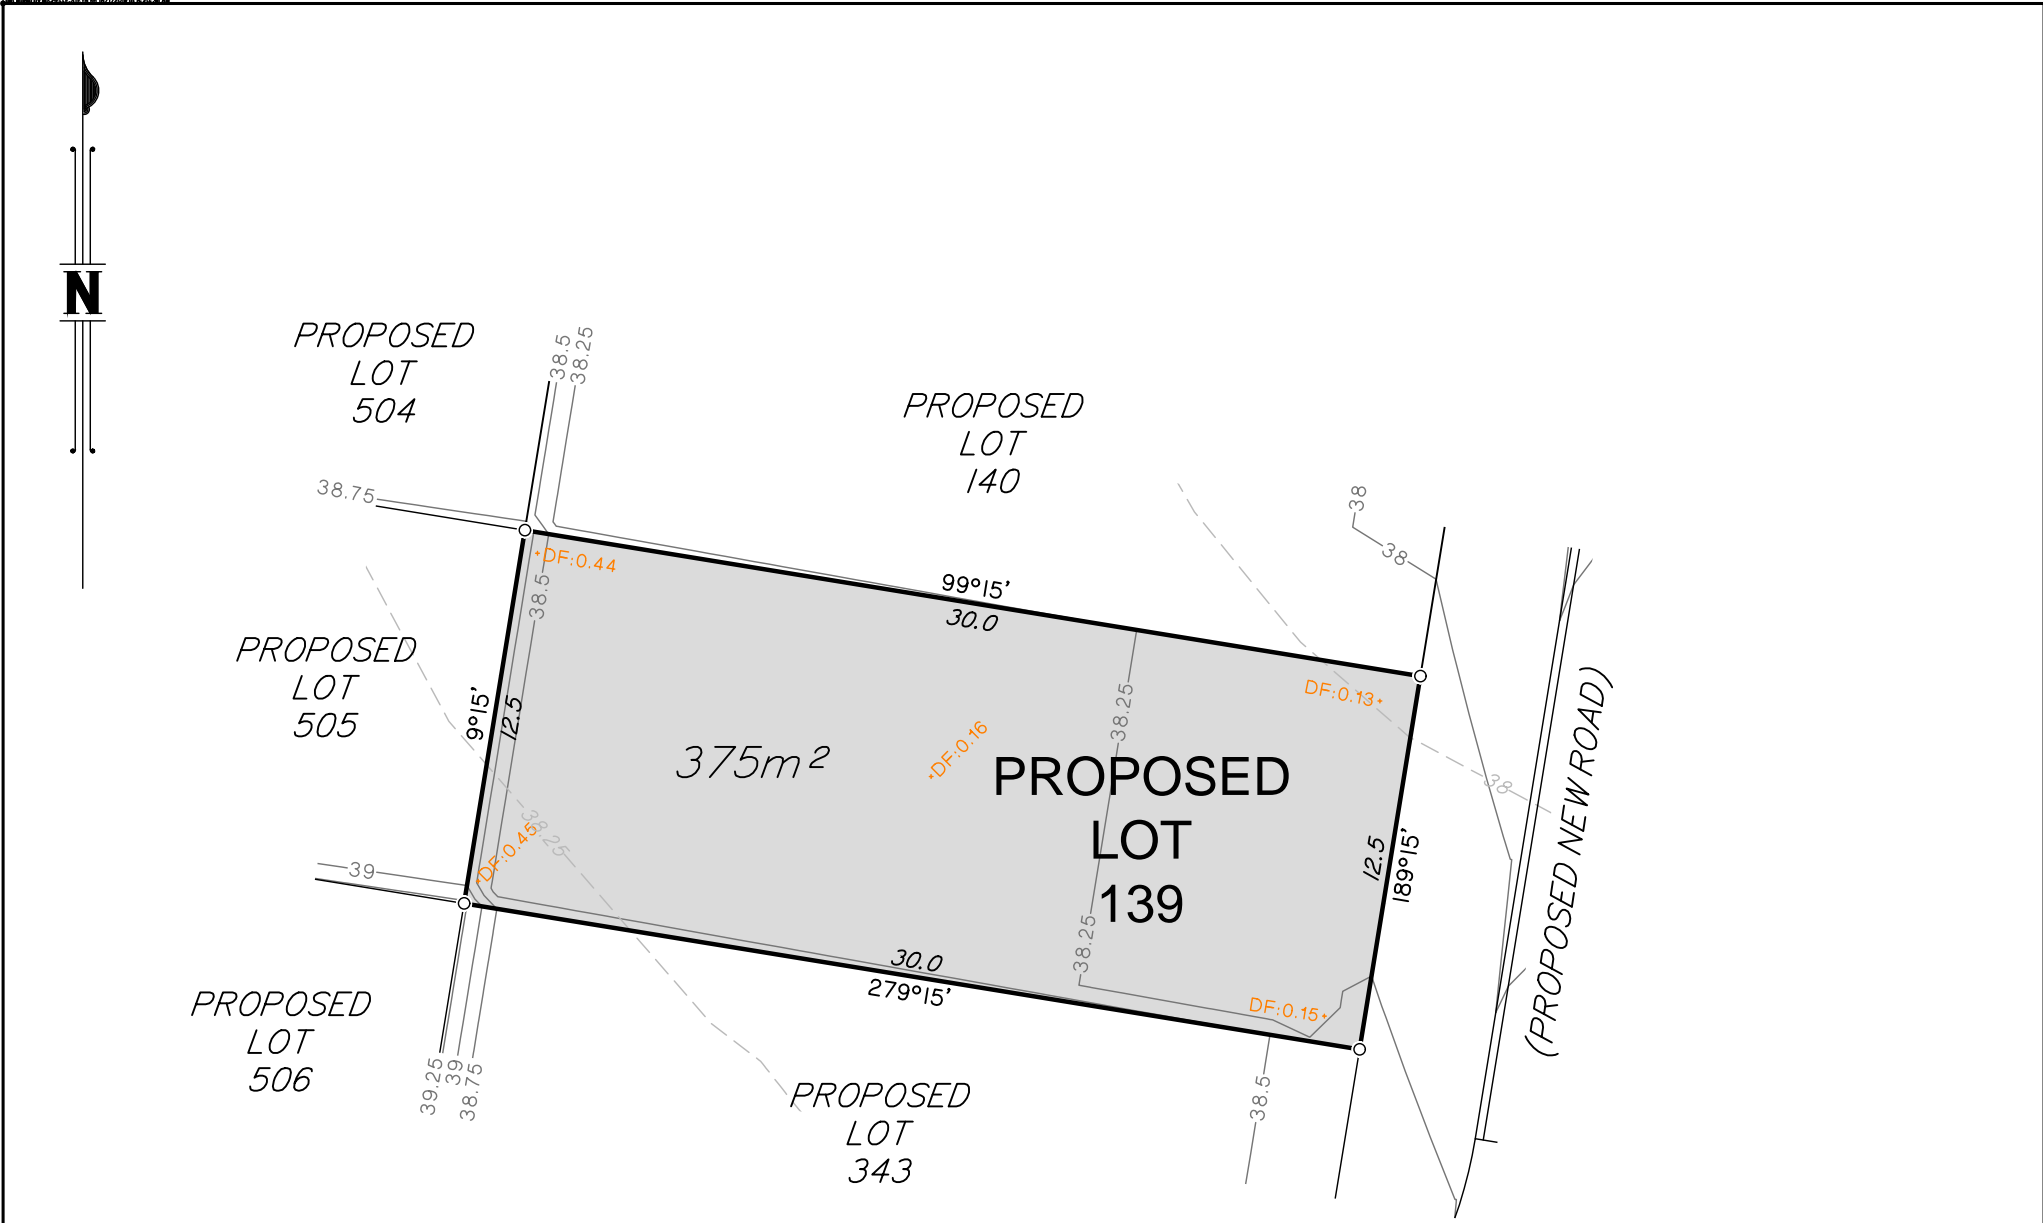 N
PROPOSED
LOT
504
38.5
38.25
PROPOSED
LOT
140
38.75
38
38
DF:0.44
38.5
99°15'
30.0
PROPOSED
LOT
505
9°15'
12.5
375m²
DF:0.16
38.25
DF:0.13
38
PROPOSED
LOT
139
(PROPOSED NEW ROAD)
DF:0.45
38.25
12.5
189°15'
39
38.25
30.0
279°15'
DF:0.15
PROPOSED
LOT
506
39.25
39
38.75
PROPOSED
LOT
343
38.5